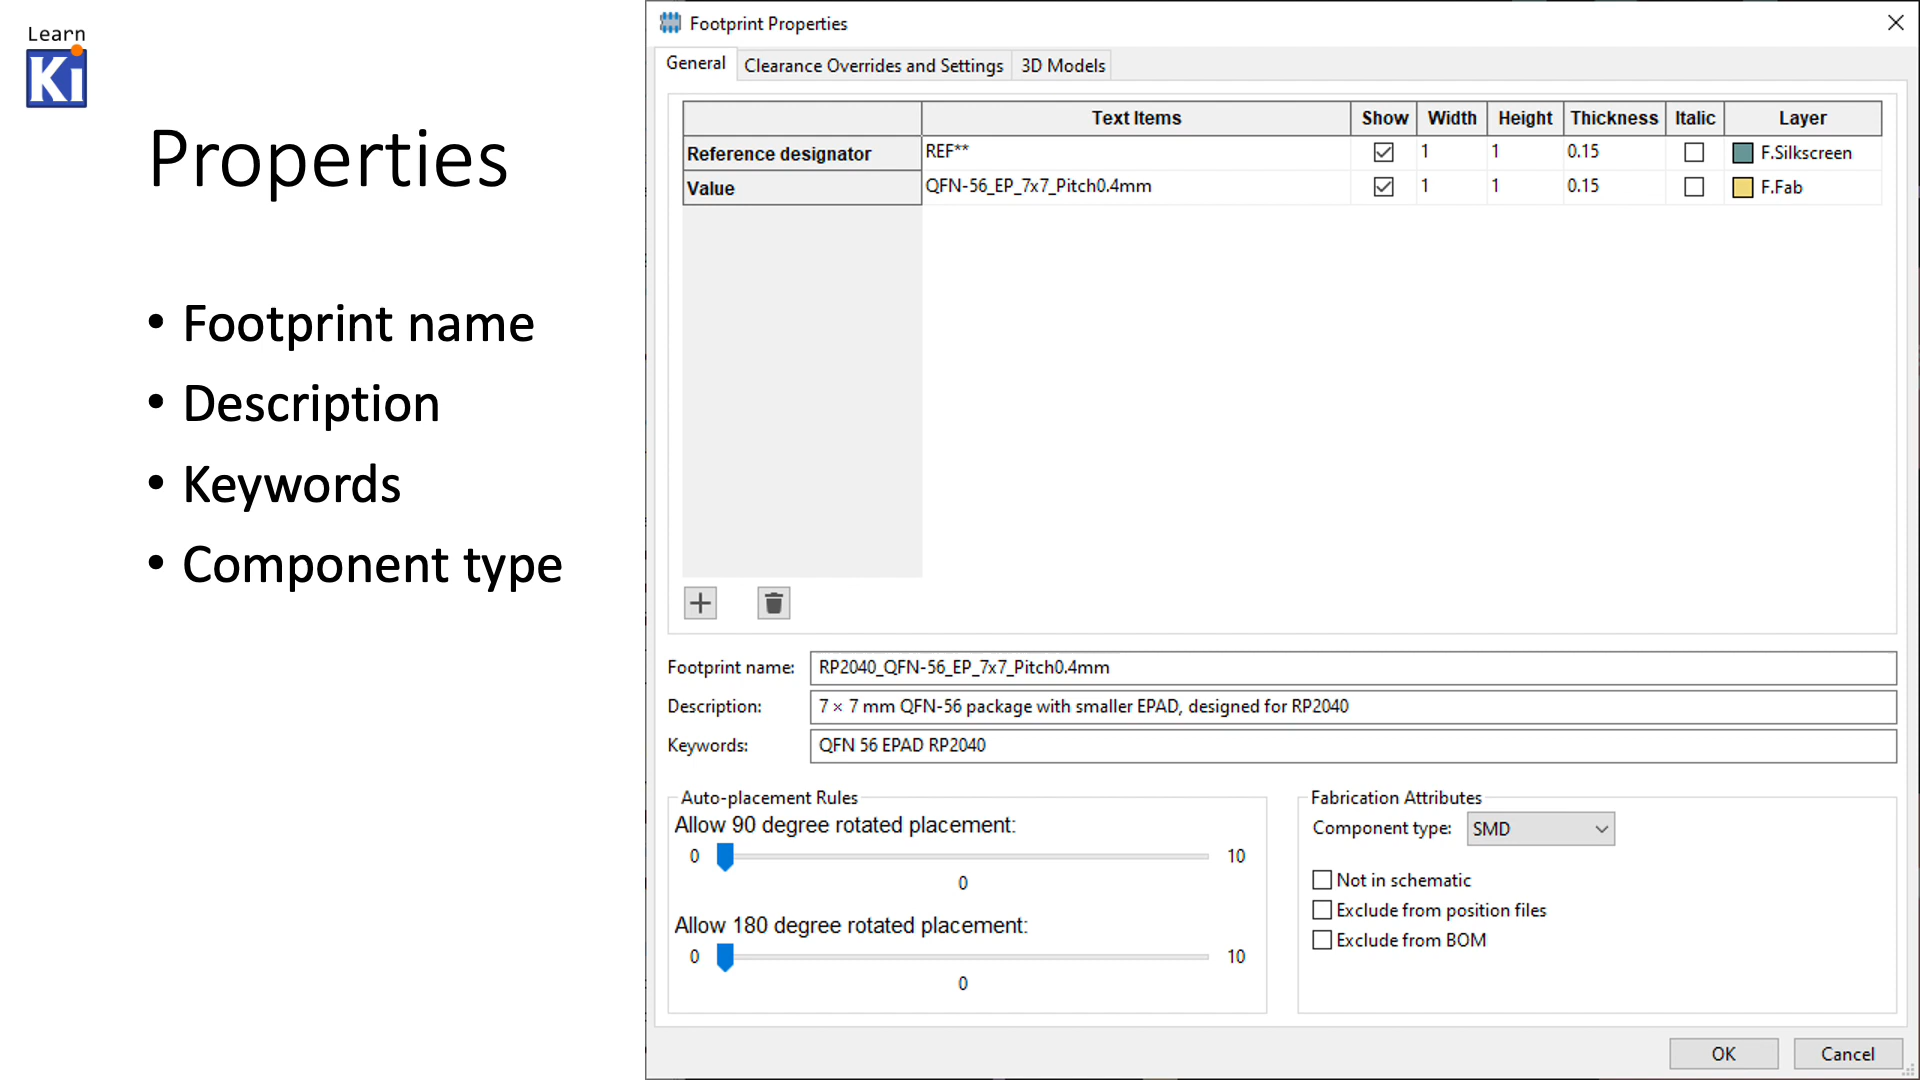 Learn
Ki
Properties
• Footprint name
• Description
• Keywords
• Component type
Footprint Properties
General Clearance Overrides and Settings 3D Models
Text Items Show Width Height Thickness Italic Layer
Reference designator REF** 1 1 0.15 F.Silkscreen
Value QFN-56_EP_7x7_Pitch0.4mm 1 1 0.15 F.Fab
Footprint name: RP2040_QFN-56_EP_7x7_Pitch0.4mm
Description: 7 × 7 mm QFN-56 package with smaller EPAD, designed for RP2040
Keywords: QFN 56 EPAD RP2040
Auto-placement Rules
Allow 90 degree rotated placement:
0 10
0
Allow 180 degree rotated placement:
0 10
0
Fabrication Attributes
Component type: SMD
Not in schematic
Exclude from position files
Exclude from BOM
OK Cancel